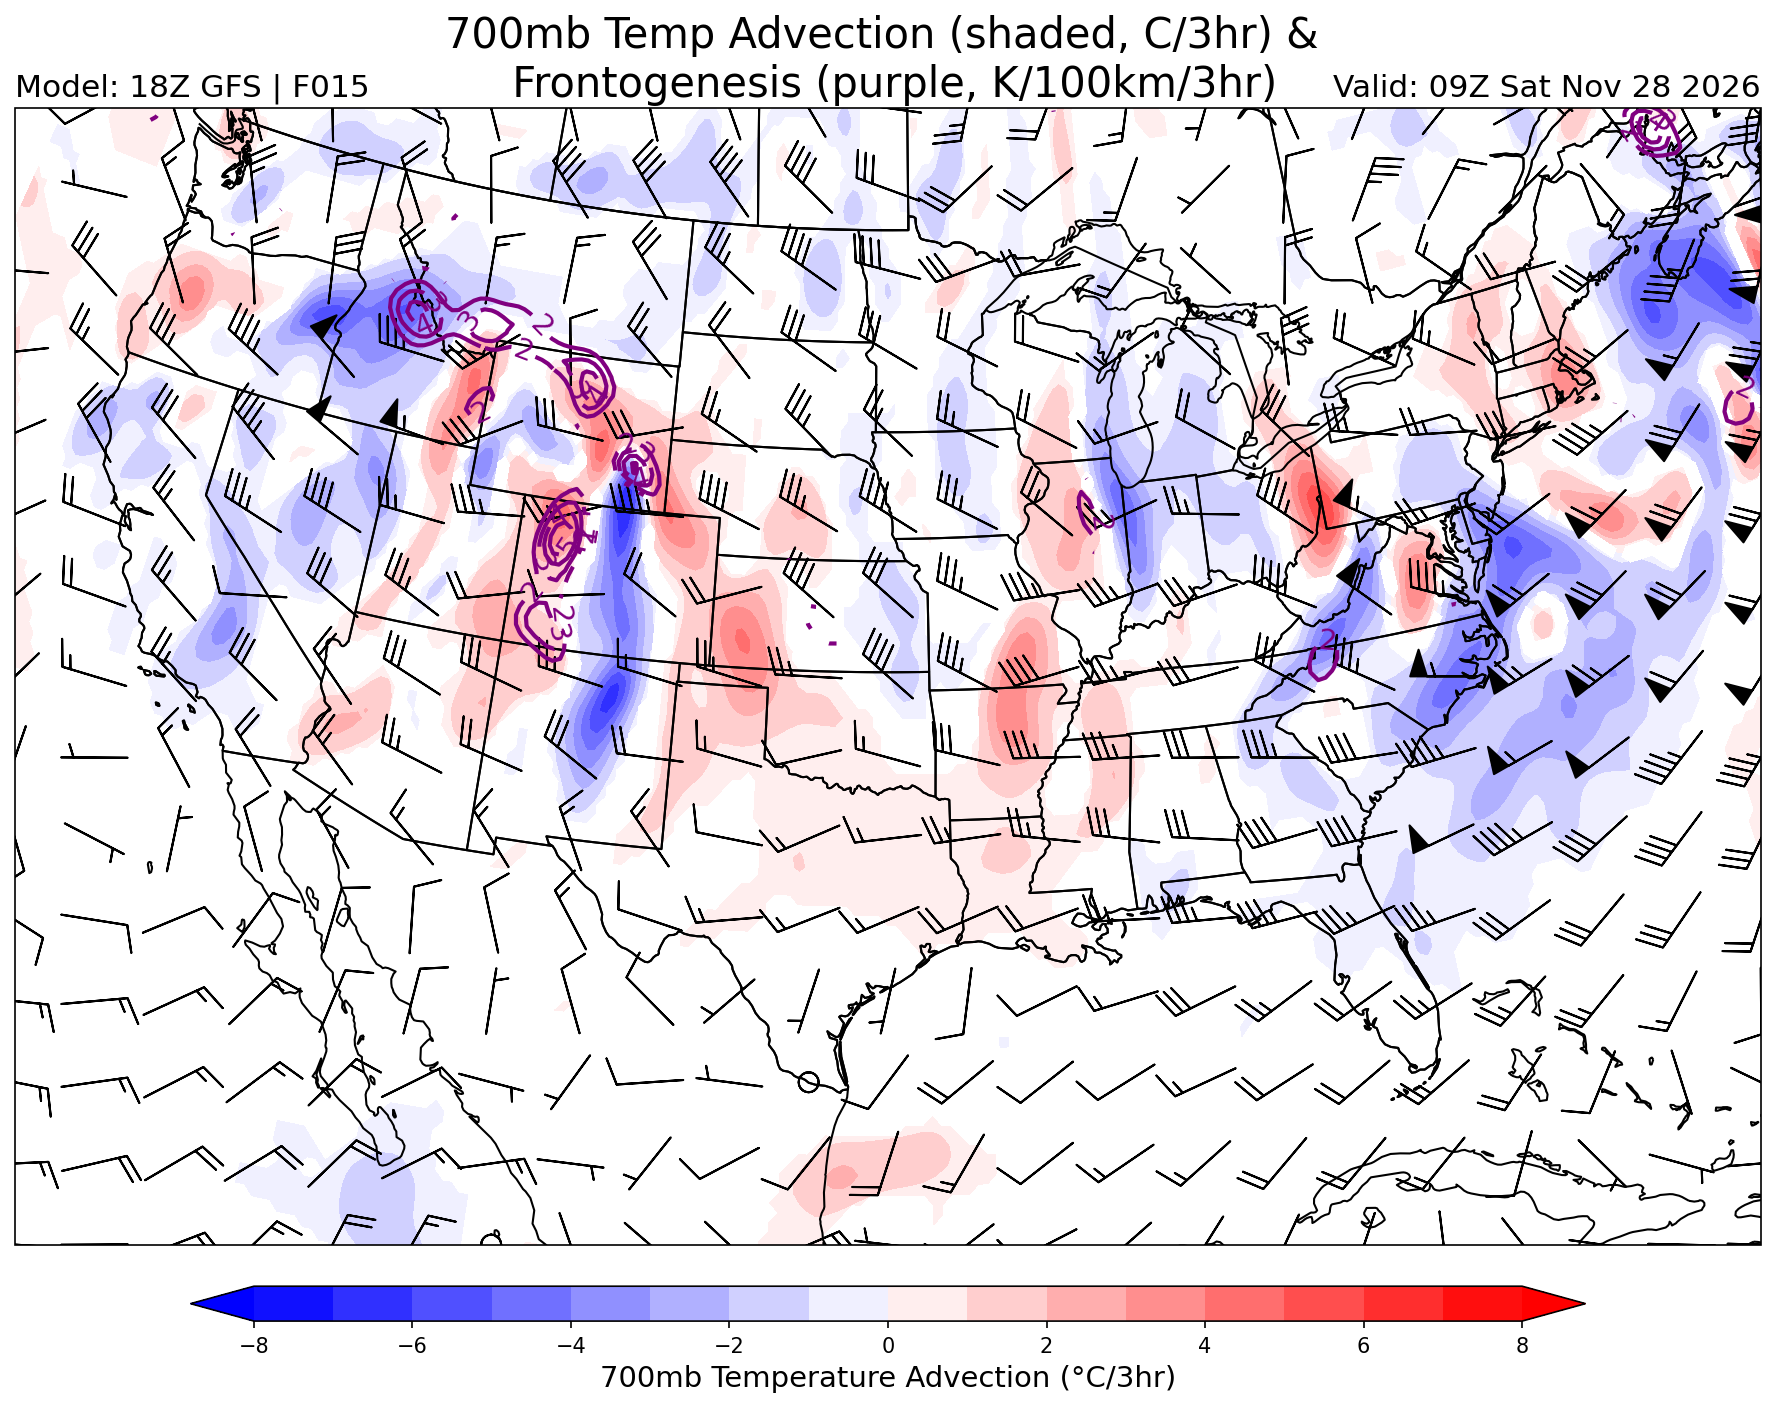 700mb Temp Advection (shaded, C/3hr) &
Model: 18Z GFS | F015 Frontogenesis (purple, K/100km/3hr) Valid: 09Z Sat Nov 28 2026
−8 −6 −4 −2 0 2 4 6 8
700mb Temperature Advection (°C/3hr)